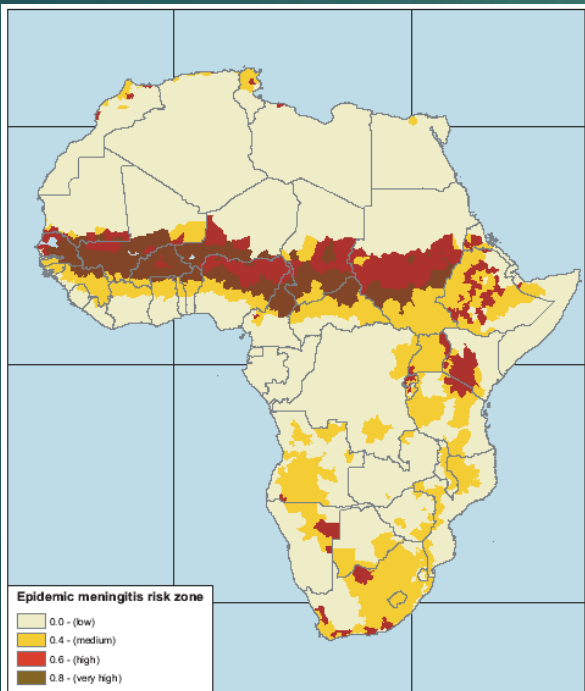 Epidemic meningitis risk zone
0.0 - (low)
0.4 - (medium)
0.6 - (high)
0.8 - (very high)